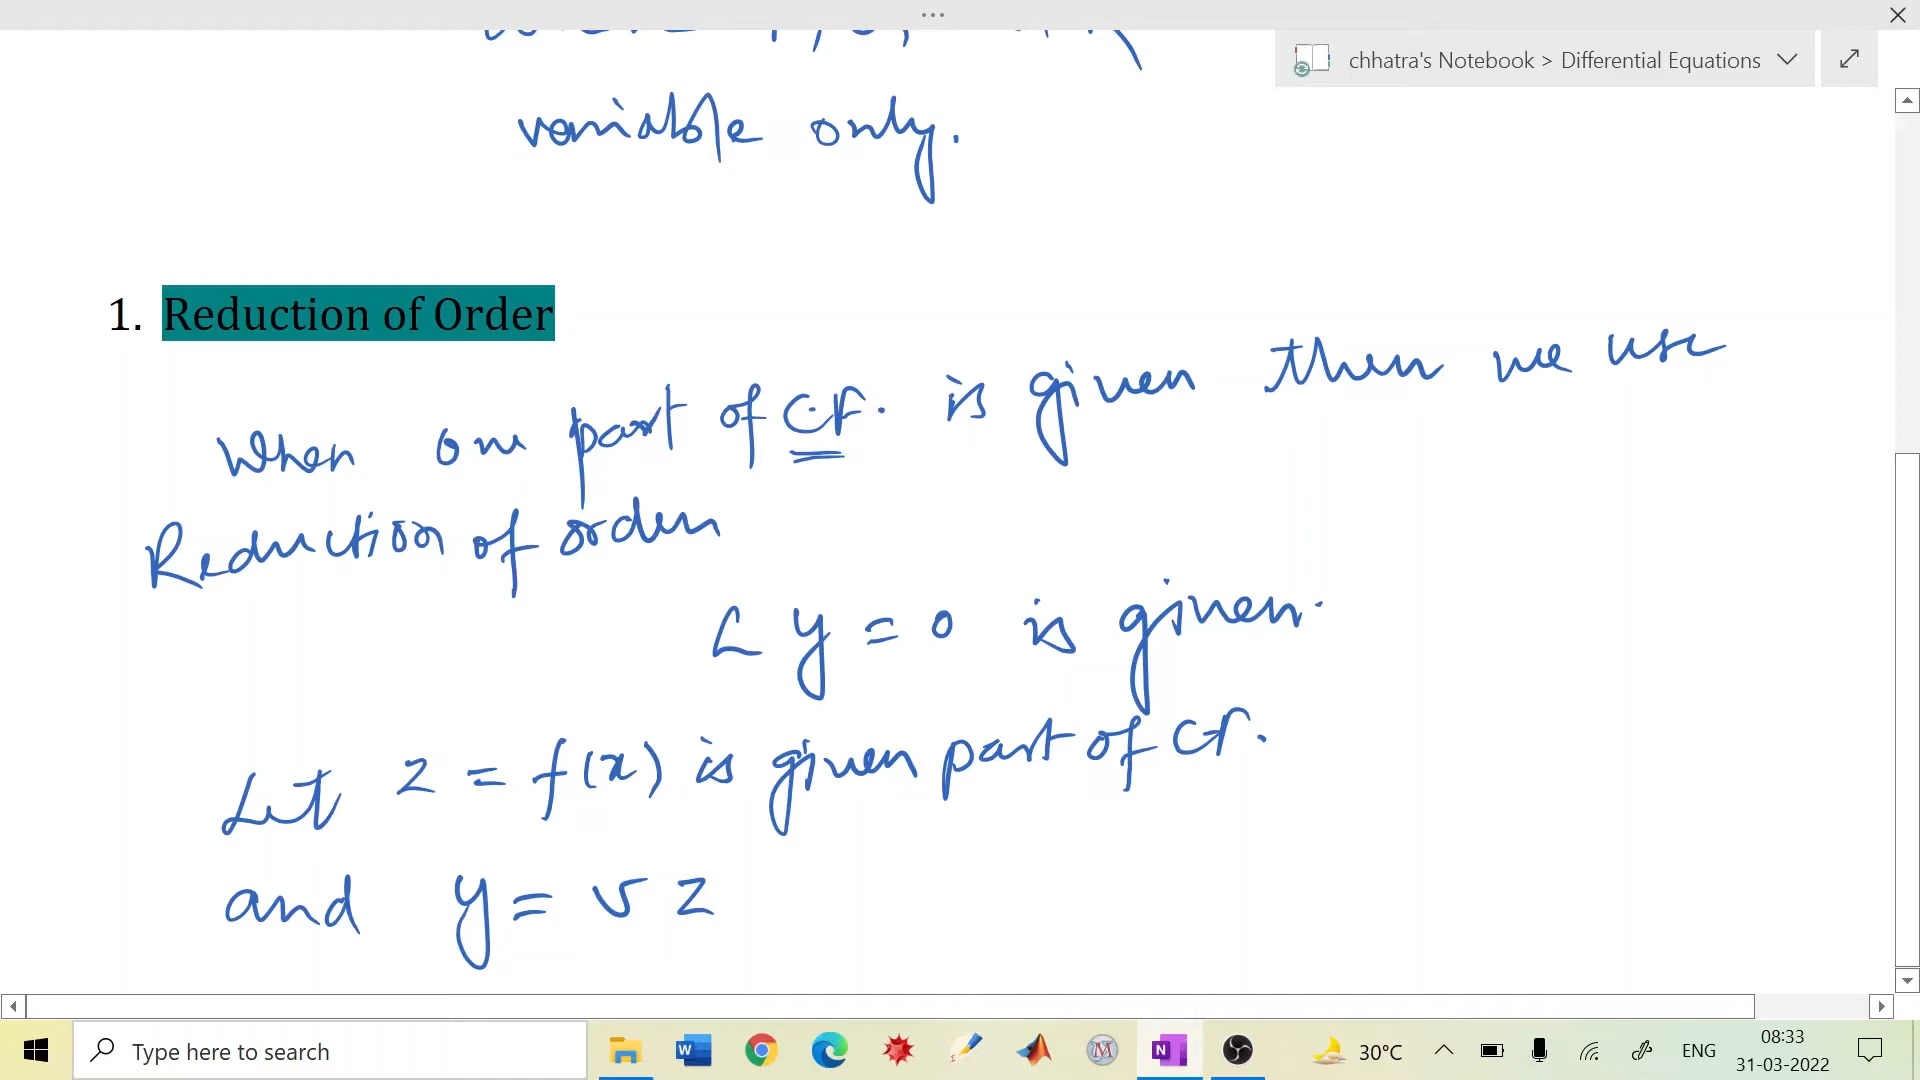 chhatra's Notebook > Differential Equations
variable only.
1. Reduction of Order
When one part of C.F. is given then we use
Reduction of order
L y = 0 is given.
Let z = f(x) is given part of CF.
and y = v z
Type here to search
30°C
ENG
08:33
31-03-2022